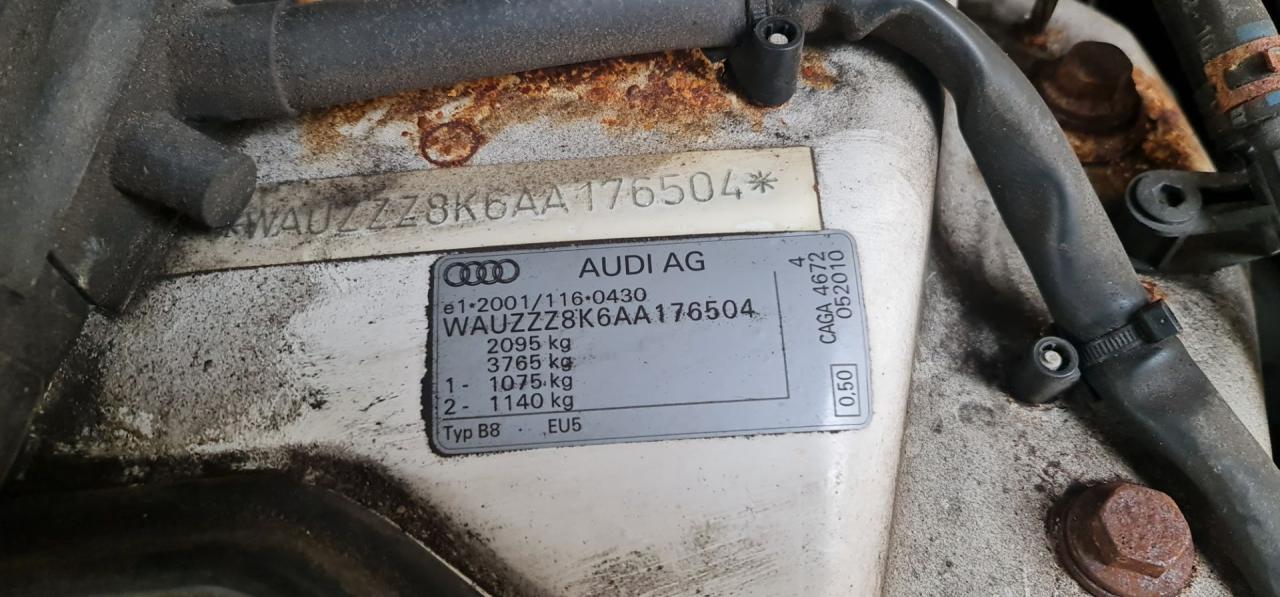 *WAUZZZ8K6AA176504*
AUDI AG
e1*2001/116*0430
WAUZZZ8K6AA176504
2095 kg
3765 kg
1- 1075 kg
2- 1140 kg
Typ B8 EU5
4
CAGA 4672
052010
0,50